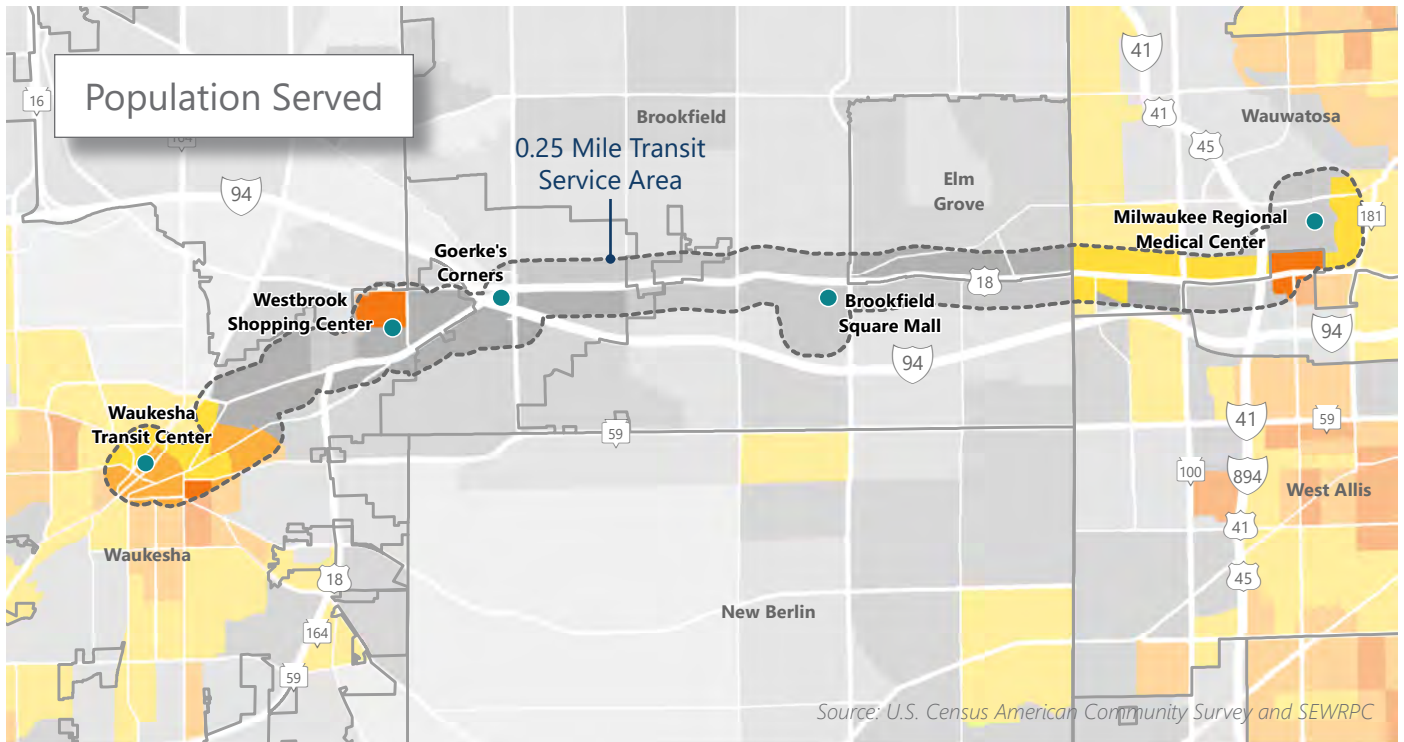 Population Served
16
164
94
Brookfield
0.25 Mile Transit
Service Area
Elm
Grove
41
41
45
Wauwatosa
Milwaukee Regional
Medical Center
181
Goerke's
Corners
Westbrook
Shopping Center
18
Brookfield
Square Mall
94
94
Waukesha
Transit Center
59
41
59
100
894
West Allis
41
Waukesha
18
45
New Berlin
164
59
Source: U.S. Census American Community Survey and SEWRPC